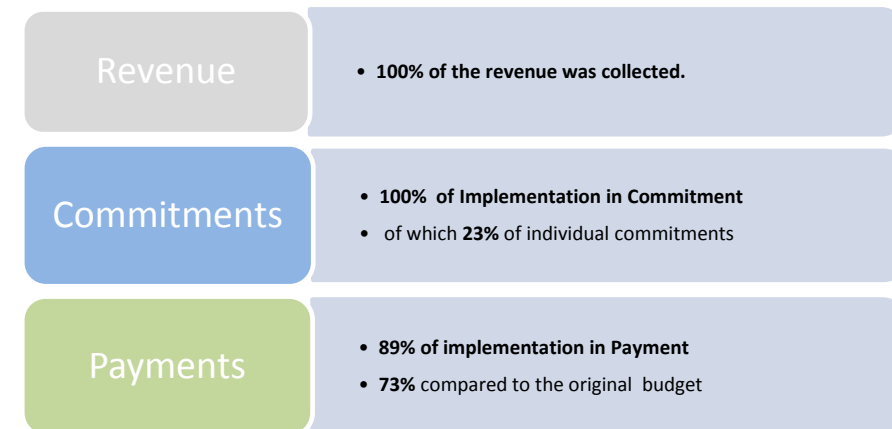 Revenue
• 100% of the revenue was collected.
Commitments
• 100% of Implementation in Commitment
• of which 23% of individual commitments
Payments
• 89% of implementation in Payment
• 73% compared to the original budget